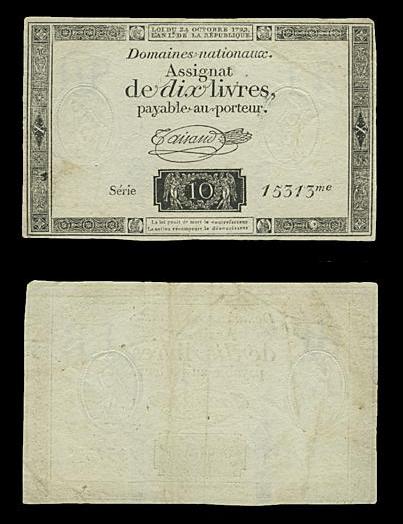 LOI DU 24 OCTOBRE 1792,
L'AN 1ER. DE LA RÉPUBLIQUE.
Domaines nationaux.
Assignat
de dix livres,
payable au porteur.
Taisaud
Série 10 15313me
La loi punit de mort le contrefacteur
La nation récompense le dénonciateur